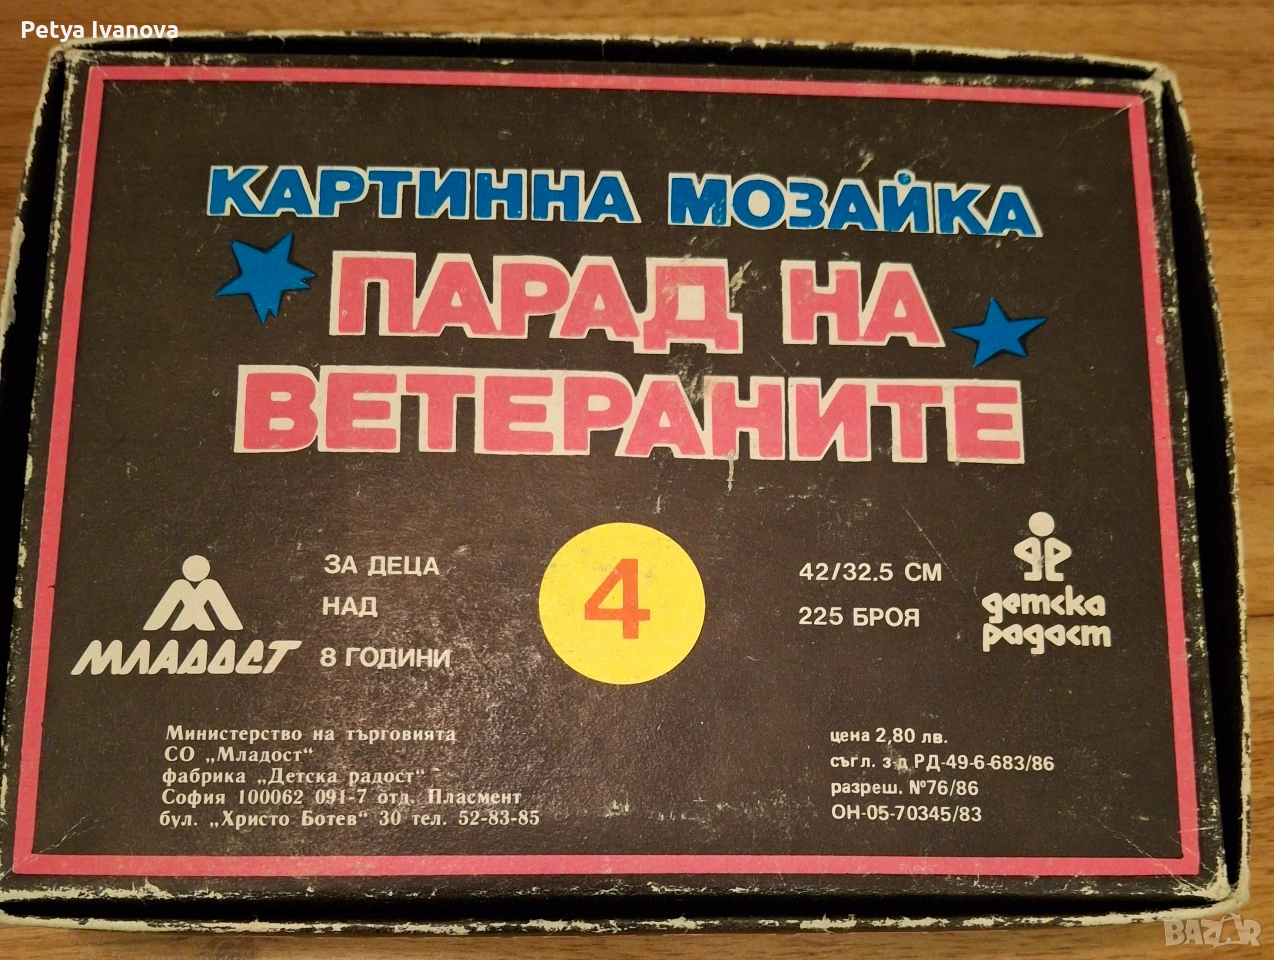 Petya Ivanova
КАРТИННА МОЗАЙКА
ПАРАД НА
ВЕТЕРАНИТЕ
ЗА ДЕЦА
НАД
8 ГОДИНИ
МЛАДОСТ
4
42/32.5 СМ
225 БРОЯ
детска
радост
Министерство на търговията
СО „Младост“
фабрика „Детска радост“
София 100062 091-7 отд. Пласмент
бул. „Христо Ботев“ 30 тел. 52-83-85
цена 2,80 лв.
съгл. з-д РД-49-6-683/86
разреш. №76/86
ОН-05-70345/83
BAZAR